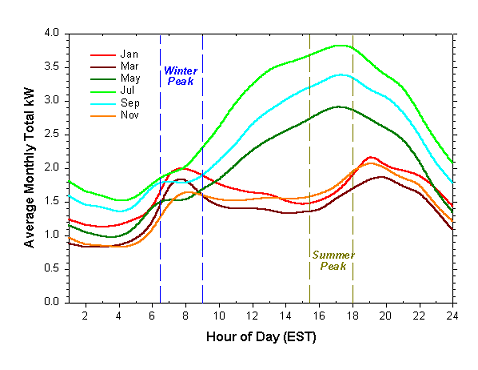 4.0
3.5
3.0
2.5
2.0
1.5
1.0
0.5
0.0
Average Monthly Total kW
Jan
Mar
May
Jul
Sep
Nov
Winter
Peak
Summer
Peak
2 4 6 8 10 12 14 16 18 20 22 24
Hour of Day (EST)